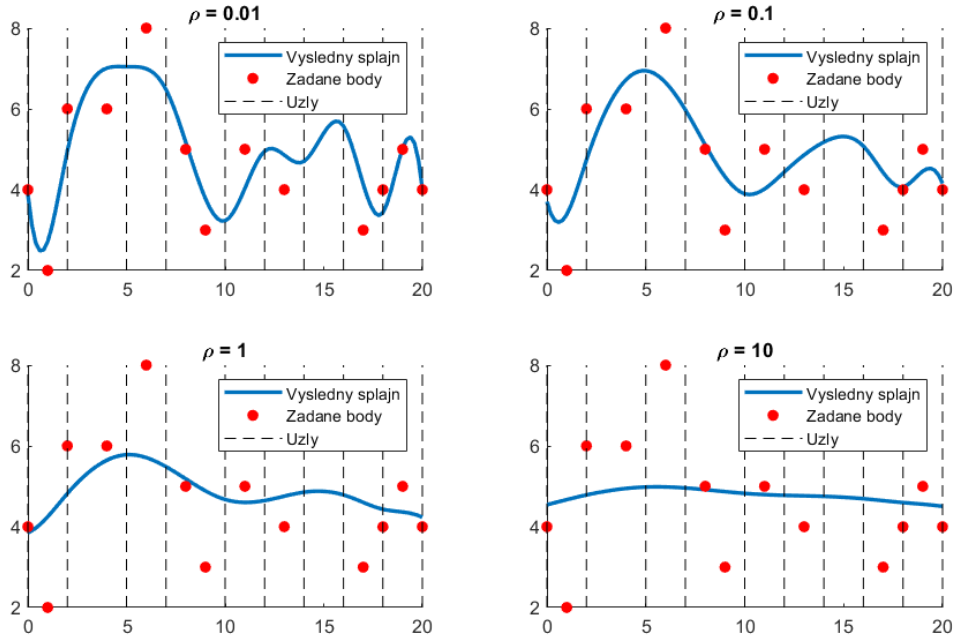 ρ = 0.01
8
6
4
2
0 5 10 15 20
Vysledny splajn
Zadane body
Uzly
ρ = 0.1
8
6
4
2
0 5 10 15 20
Vysledny splajn
Zadane body
Uzly
ρ = 1
8
6
4
2
0 5 10 15 20
Vysledny splajn
Zadane body
Uzly
ρ = 10
8
6
4
2
0 5 10 15 20
Vysledny splajn
Zadane body
Uzly